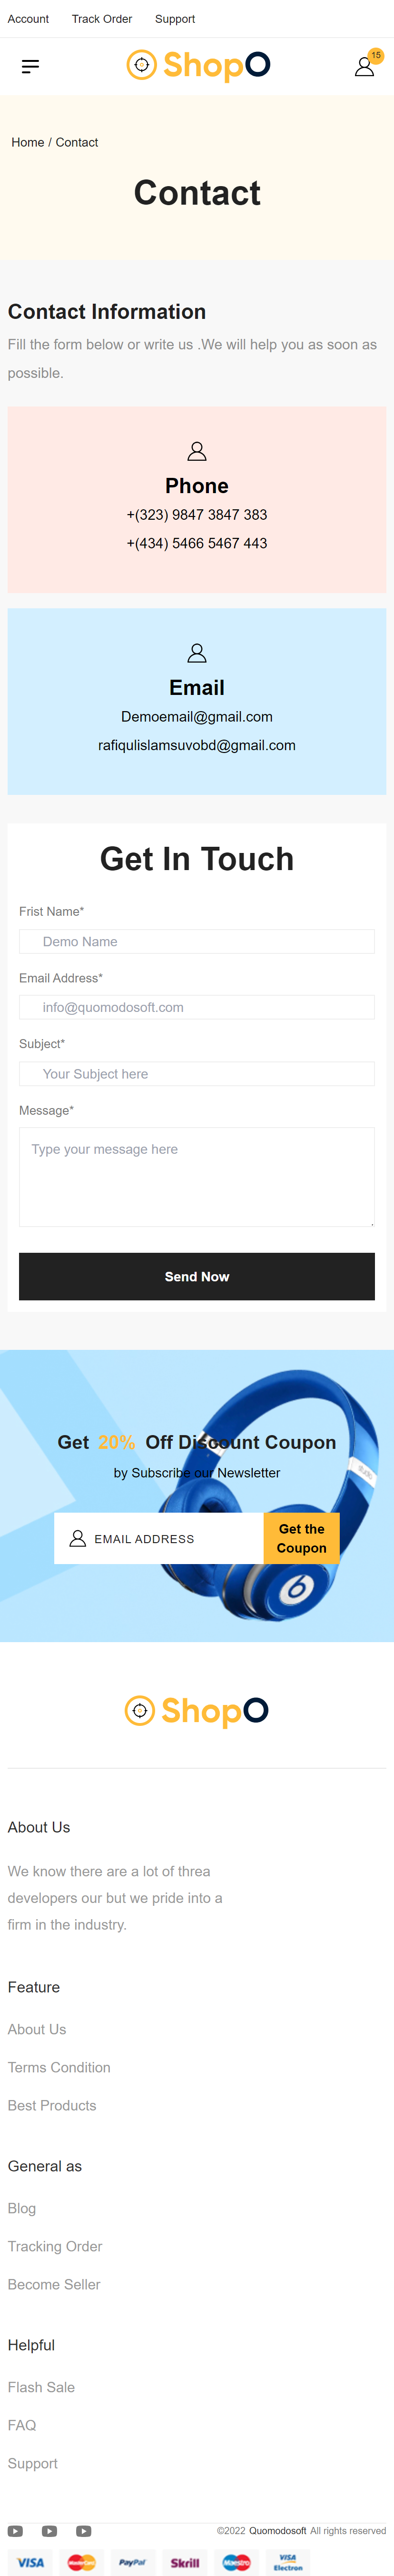 Account Track Order Support
ShopO
15
Home / Contact
Contact
Contact Information
Fill the form below or write us .We will help you as soon as
possible.
Phone
+(323) 9847 3847 383
+(434) 5466 5467 443
Email
Demoemail@gmail.com
rafiqulislamsuvobd@gmail.com
Get In Touch
Frist Name*
Demo Name
Email Address*
info@quomodosoft.com
Subject*
Your Subject here
Message*
Type your message here
Send Now
Get 20% Off Discount Coupon
by Subscribe our Newsletter
EMAIL ADDRESS
Get the
Coupon
ShopO
About Us
We know there are a lot of threa
developers our but we pride into a
firm in the industry.
Feature
About Us
Terms Condition
Best Products
General as
Blog
Tracking Order
Become Seller
Helpful
Flash Sale
FAQ
Support
©2022 Quomodosoft All rights reserved
VISA MasterCard PayPal Skrill Maestro VISA
Electron